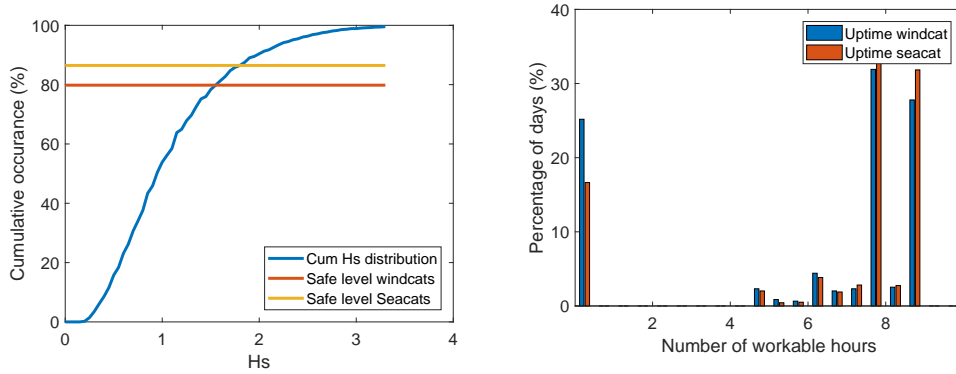 100
80
60
40
20
0
Cumulative occurance (%)
Cum Hs distribution
Safe level windcats
Safe level Seacats
0 1 2 3 4
Hs
40
30
20
10
0
Percentage of days (%)
Uptime windcat
Uptime seacat
2 4 6 8
Number of workable hours